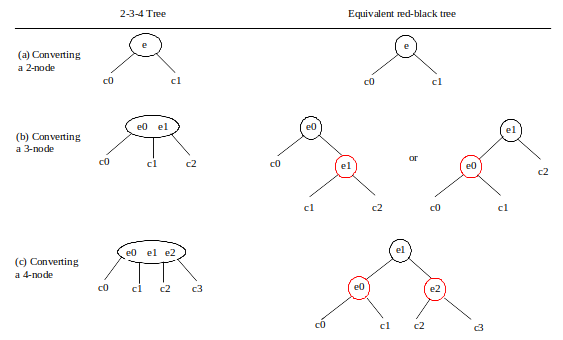 2-3-4 Tree
Equivalent red-black tree
(a) Converting
a 2-node
e
c0
c1
e
c0
c1
(b) Converting
a 3-node
e0 e1
c0
c1
c2
e0
c0
e1
c1
c2
or
e1
e0
c2
c0
c1
(c) Converting
a 4-node
e0 e1 e2
c0
c1
c2
c3
e1
e0
e2
c0
c1
c2
c3